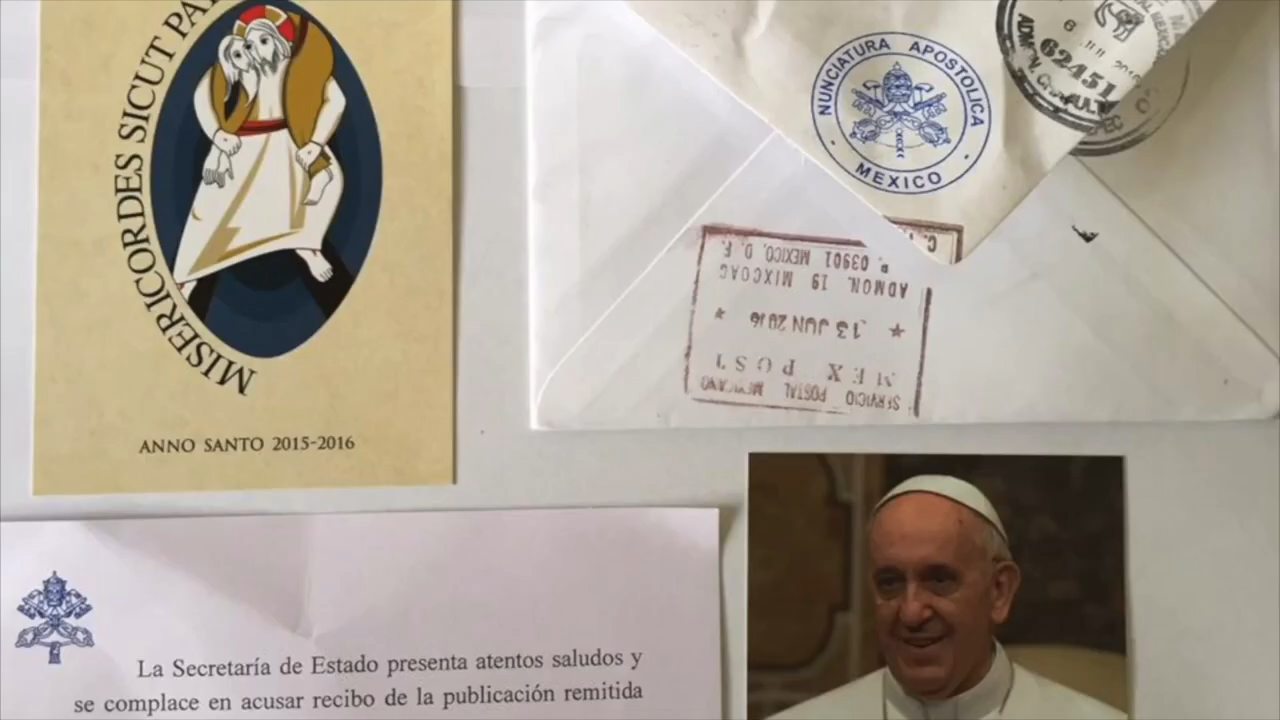 MISERICORDES SICUT PA
ANNO SANTO 2015-2016
NUNCIATURA APOSTOLICA
MEXICO
62451
SERVICIO POSTAL MEXICANO
MEX POST
★ 13 JUN 2016 ★
ADMON. 19 MIXCOAC
P. 03901 MEXICO, D. F.
La Secretaría de Estado presenta atentos saludos y
se complace en acusar recibo de la publicación remitida